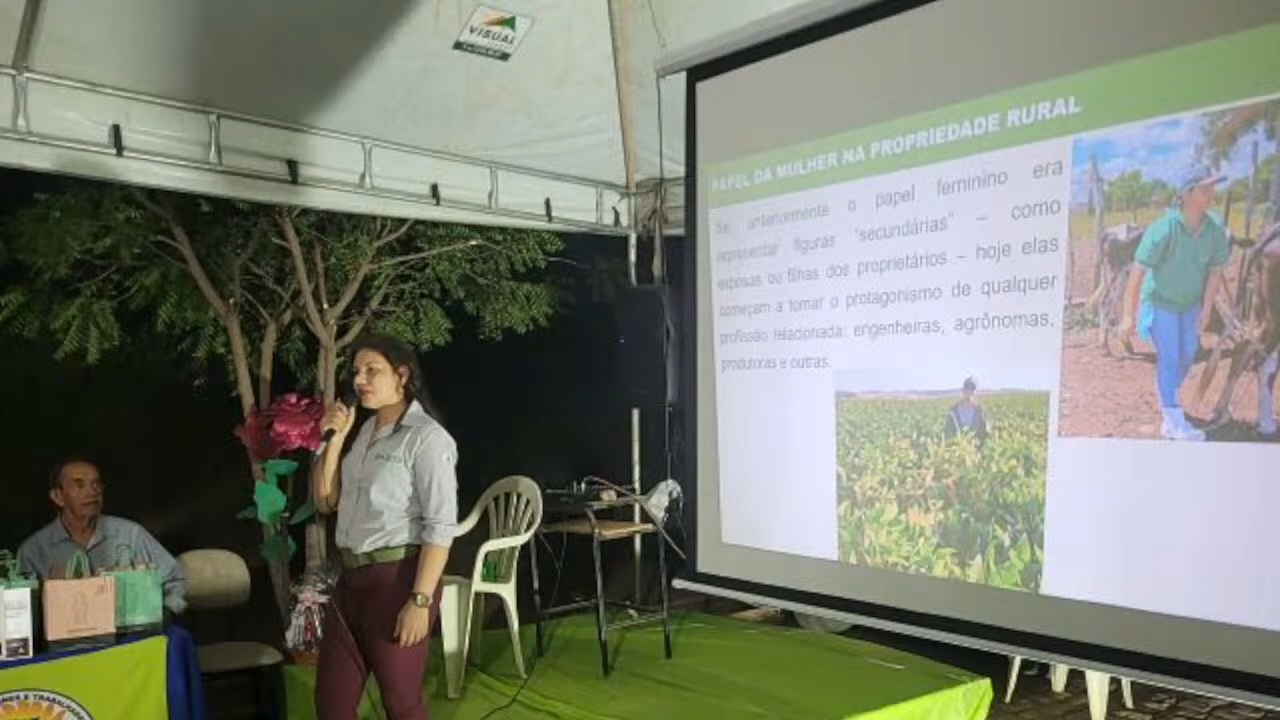 VISUAL
PAPEL DA MULHER NA PROPRIEDADE RURAL
Se anteriormente o papel feminino era
representar figuras "secundárias" – como
esposas ou filhas dos proprietários – hoje elas
começam a tomar o protagonismo de qualquer
profissão relacionada: engenheiras, agrônomas,
produtoras e outras.